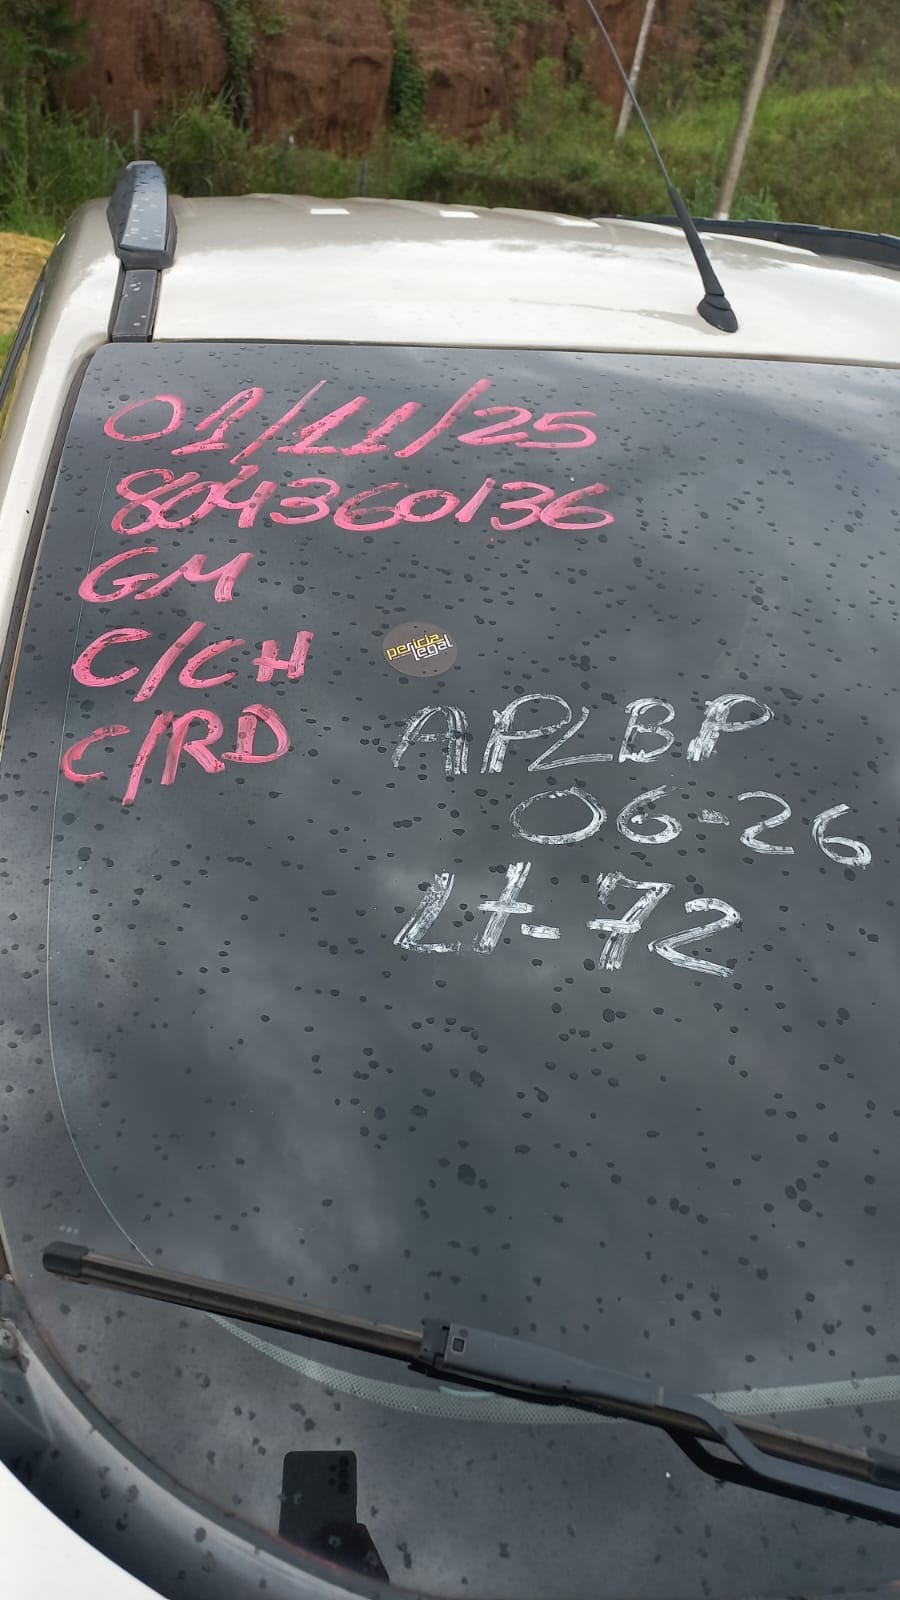 01/11/25
804360136
GM
C/CH
pericia
legal
C/RD
APLBP
06-26
Lt-72